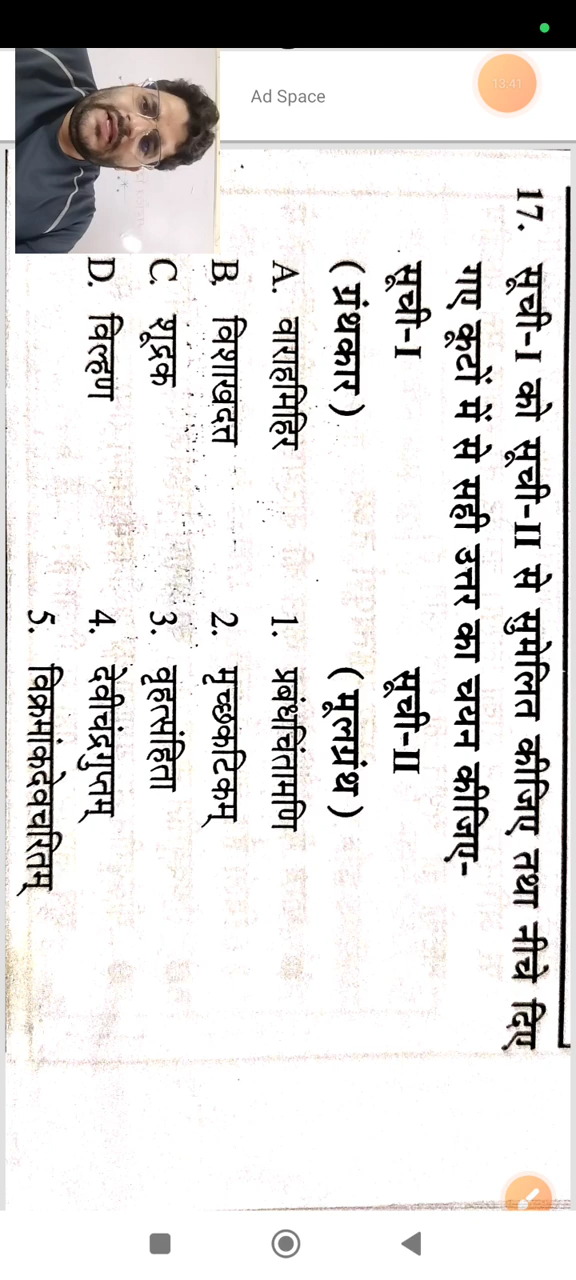 Ad Space
13:41
17. सूची-I को सूची-II से सुमेलित कीजिए तथा नीचे दिए
गए कूटों में से सही उत्तर का चयन कीजिए-
सूची-I सूची-II
(ग्रंथकार) (मूलग्रंथ)
A. वाराहमिहिर 1. प्रबंधचिंतामणि
B. विशाखदत्त 2. मृच्छकटिकम्
C. शूद्रक 3. वृहत्संहिता
D. विल्हण 4. देवीचंद्रगुप्तम्
5. विक्रमांकदेवचरितम्